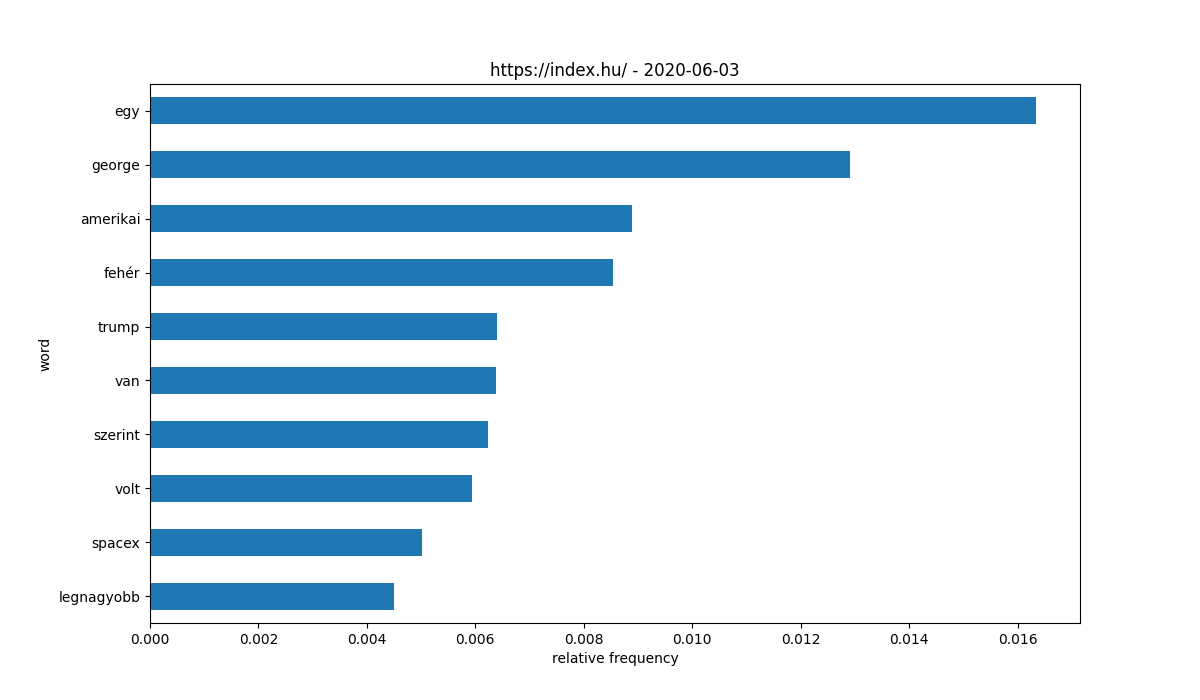 https://index.hu/ - 2020-06-03
egy
george
amerikai
fehér
trump
van
szerint
volt
spacex
legnagyobb
word
0.000 0.002 0.004 0.006 0.008 0.010 0.012 0.014 0.016
relative frequency